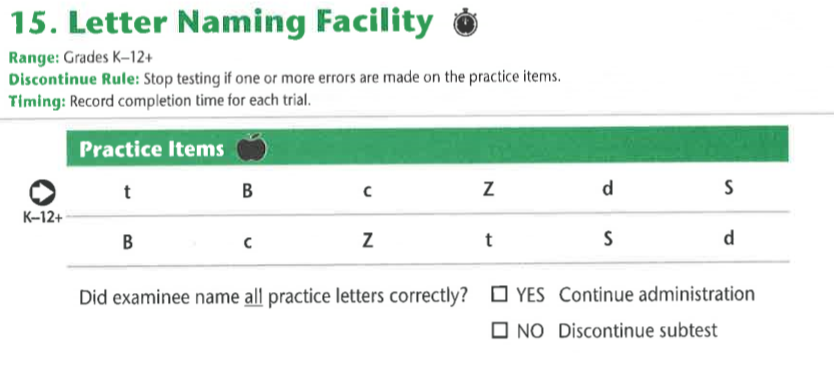 15. Letter Naming Facility
Range: Grades K–12+
Discontinue Rule: Stop testing if one or more errors are made on the practice items.
Timing: Record completion time for each trial.
Practice Items
t B c Z d S
K–12+
B c Z t S d
Did examinee name all practice letters correctly? ☐ YES Continue administration
☐ NO Discontinue subtest